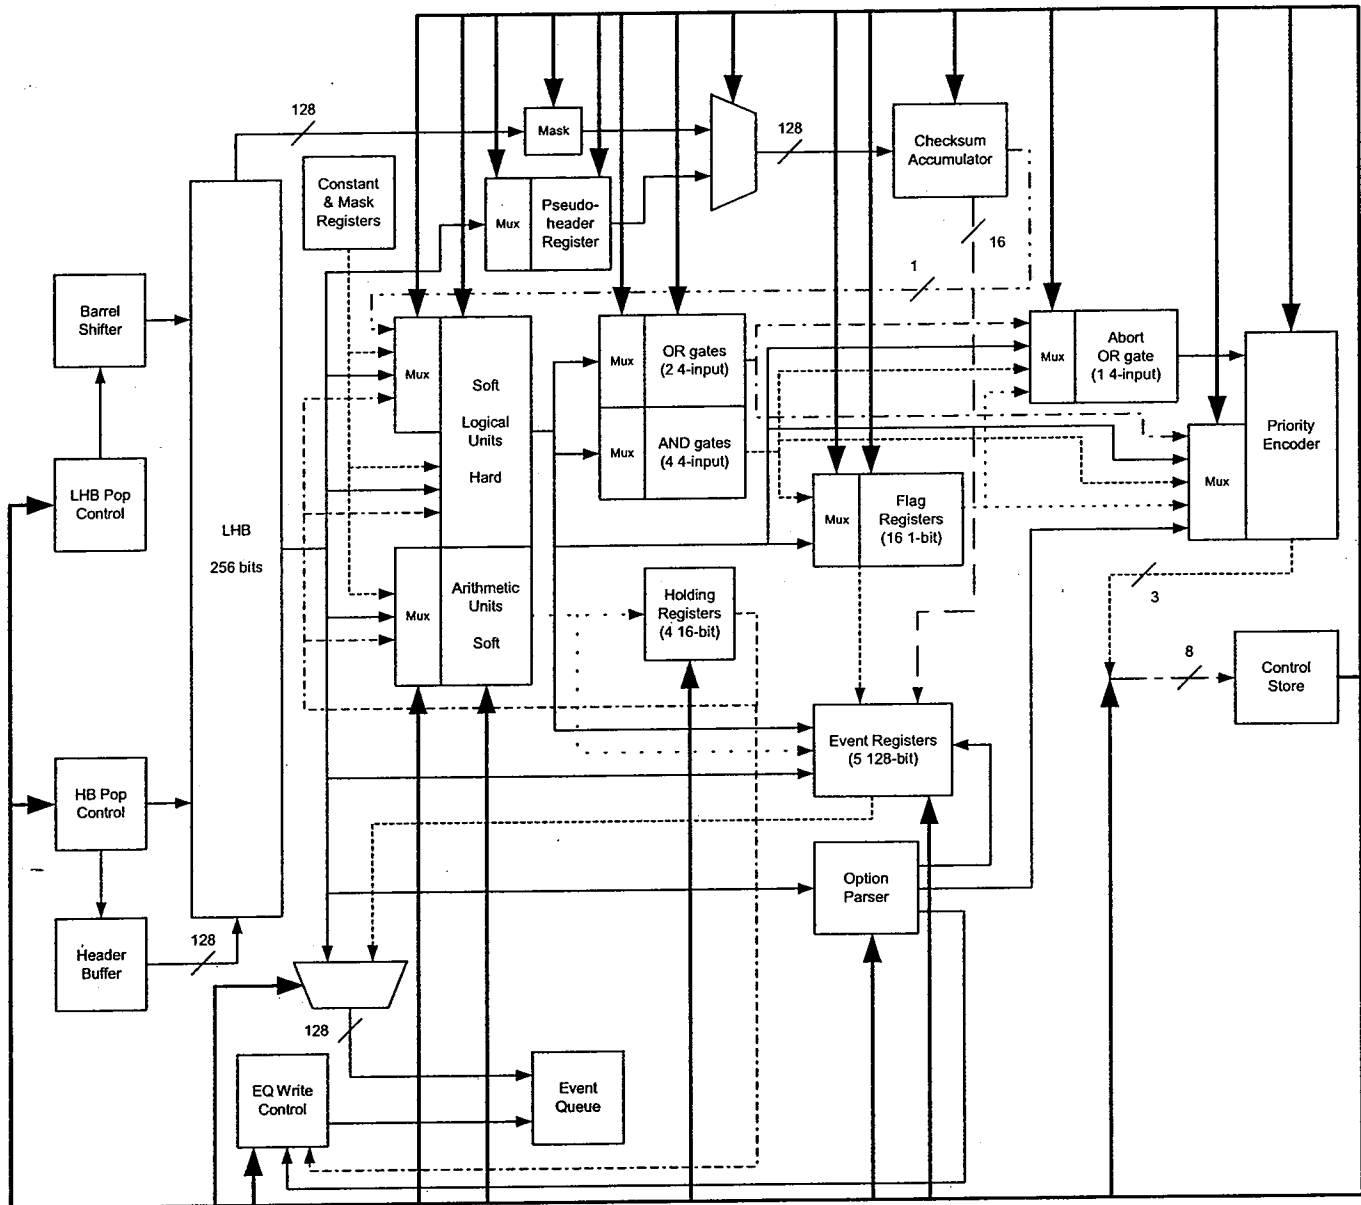 128
Mask
128
Checksum
Accumulator
Constant
& Mask
Registers
Mux
Pseudo-
header
Register
16
1
Barrel
Shifter
Mux
Soft
Logical
Units
Hard
Mux
OR gates
(2 4-input)
Mux
AND gates
(4 4-input)
Mux
Abort
OR gate
(1 4-input)
Priority
Encoder
Mux
LHB Pop
Control
LHB
256 bits
Mux
Flag
Registers
(16 1-bit)
Mux
Arithmetic
Units
Soft
Holding
Registers
(4 16-bit)
3
8
Control
Store
Event Registers
(5 128-bit)
HB Pop
Control
Option
Parser
Header
Buffer
128
128
EQ Write
Control
Event
Queue